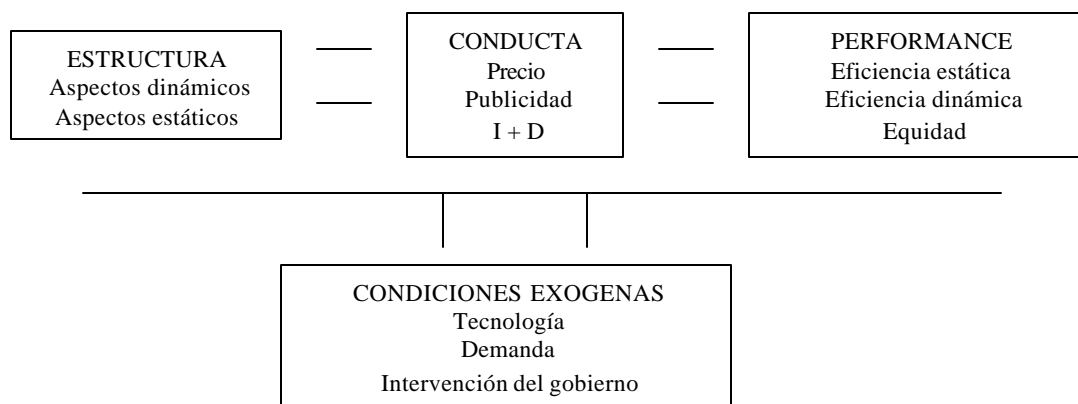 ESTRUCTURA
Aspectos dinámicos
Aspectos estáticos
CONDUCTA
Precio
Publicidad
I + D
PERFORMANCE
Eficiencia estática
Eficiencia dinámica
Equidad
CONDICIONES EXOGENAS
Tecnología
Demanda
Intervención del gobierno